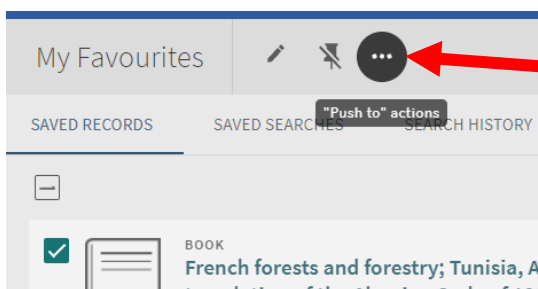 My Favourites
"Push to" actions
SAVED RECORDS SAVED SEARCHES SEARCH HISTORY
BOOK
French forests and forestry; Tunisia, A